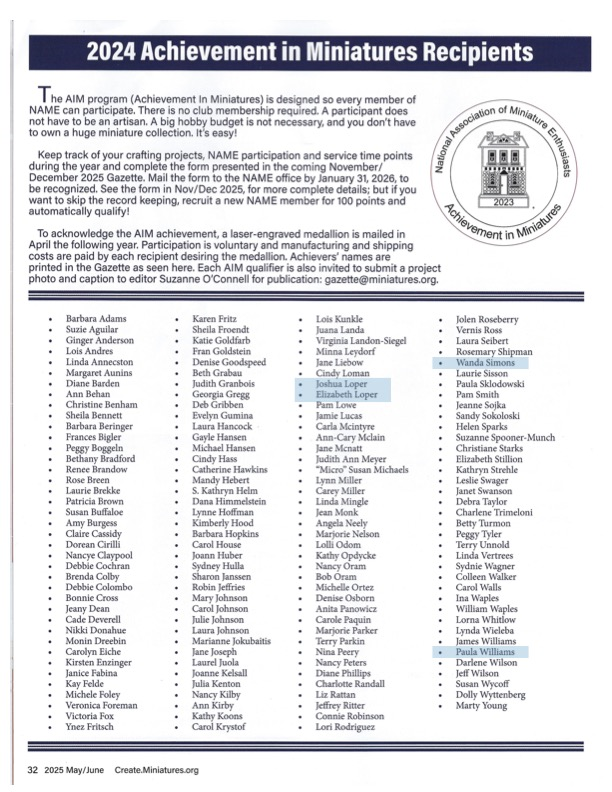 2024 Achievement in Miniatures Recipients
The AIM program (Achievement In Miniatures) is designed so every member of
NAME can participate. There is no club membership required. A participant does
not have to be an artisan. A big hobby budget is not necessary, and you don't have
to own a huge miniature collection. It's easy!
Keep track of your crafting projects, NAME participation and service time points
during the year and complete the form presented in the coming November/
December 2025 Gazette. Mail the form to the NAME office by January 31, 2026, to
be recognized. See the form in Nov/Dec 2025, for more complete details; but if you
want to skip the record keeping, recruit a new NAME member for 100 points and
automatically qualify!
To acknowledge the AIM achievement, a laser-engraved medallion is mailed in
April the following year. Participation is voluntary and manufacturing and shipping
costs are paid by each recipient desiring the medallion. Achievers' names are
printed in the Gazette as seen here. Each AIM qualifier is also invited to submit a project
photo and caption to editor Suzanne O'Connell for publication: gazette@miniatures.org.
National Association of Miniature Enthusiasts
2023
Achievement in Miniatures
• Barbara Adams
• Suzie Aguilar
• Ginger Anderson
• Lois Andres
• Linda Annecston
• Margaret Aunins
• Diane Barden
• Ann Behan
• Christine Benham
• Sheila Bennett
• Barbara Beringer
• Frances Bigler
• Peggy Boggeln
• Bethany Bradford
• Renee Brandow
• Rose Breen
• Laurie Brekke
• Patricia Brown
• Susan Buffaloe
• Amy Burgess
• Claire Cassidy
• Dorean Cirilli
• Nancye Claypool
• Debbie Cochran
• Brenda Colby
• Debbie Colombo
• Bonnie Cross
• Jeany Dean
• Cade Deverell
• Nikki Donahue
• Monin Dreebin
• Carolyn Eiche
• Kirsten Enzinger
• Janice Fabina
• Kay Felde
• Michele Foley
• Veronica Foreman
• Victoria Fox
• Ynez Fritsch
• Karen Fritz
• Sheila Froendt
• Katie Goldfarb
• Fran Goldstein
• Denise Goodspeed
• Beth Grabau
• Judith Granbois
• Georgia Gregg
• Deb Gribben
• Evelyn Gumina
• Laura Hancock
• Gayle Hansen
• Michael Hansen
• Cindy Hass
• Catherine Hawkins
• Mandy Hebert
• S. Kathryn Helm
• Dana Himmelstein
• Lynne Hoffman
• Kimberly Hood
• Barbara Hopkins
• Carol House
• Joann Huber
• Sydney Hulla
• Sharon Janssen
• Robin Jeffries
• Mary Johnson
• Carol Johnson
• Julie Johnson
• Laura Johnson
• Marianne Jokubaitis
• Jane Joseph
• Laurel Juola
• Joanne Kelsall
• Julia Kenton
• Nancy Kilby
• Ann Kirby
• Kathy Koons
• Carol Krystof
• Lois Kunkle
• Juana Landa
• Virginia Landon-Siegel
• Minna Leydorf
• Jane Liebow
• Cindy Loman
• Joshua Loper
• Elizabeth Loper
• Pam Lowe
• Jamie Lucas
• Carla Mcintyre
• Ann-Cary Mclain
• Jane Mcnatt
• Judith Ann Meyer
• "Micro" Susan Michaels
• Lynn Miller
• Carey Miller
• Linda Mingle
• Jean Monk
• Angela Neely
• Marjorie Nelson
• Lolli Odom
• Kathy Opdycke
• Nancy Oram
• Bob Oram
• Michelle Ortez
• Denise Osborn
• Anita Panowicz
• Carole Paquin
• Marjorie Parker
• Terry Parkin
• Nina Peery
• Nancy Peters
• Diane Phillips
• Charlotte Randall
• Liz Rattan
• Jeffrey Ritter
• Connie Robinson
• Lori Rodriguez
• Jolen Roseberry
• Vernis Ross
• Laura Seibert
• Rosemary Shipman
• Wanda Simons
• Laurie Sisson
• Paula Sklodowski
• Pam Smith
• Jeanne Sojka
• Sandy Sokoloski
• Helen Sparks
• Suzanne Spooner-Munch
• Christiane Starks
• Elizabeth Stillion
• Kathryn Strehle
• Leslie Swager
• Janet Swanson
• Debra Taylor
• Charlene Trimeloni
• Betty Turmon
• Peggy Tyler
• Terry Unnold
• Linda Vertrees
• Sydnie Wagner
• Colleen Walker
• Carol Walls
• Ina Waples
• William Waples
• Lorna Whitlow
• Lynda Wieleba
• James Williams
• Paula Williams
• Darlene Wilson
• Jeff Wilson
• Susan Wycoff
• Dolly Wyttenberg
• Marty Young
32 2025 May/June Create.Miniatures.org